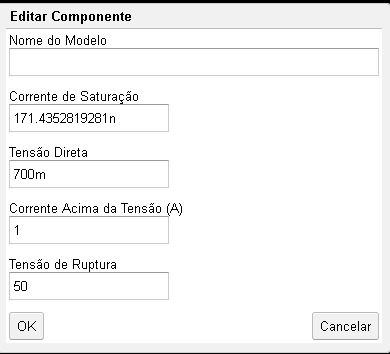 Editar Componente
Nome do Modelo
Corrente de Saturação
171.4352819281n
Tensão Direta
700m
Corrente Acima da Tensão (A)
1
Tensão de Ruptura
50
OK Cancelar